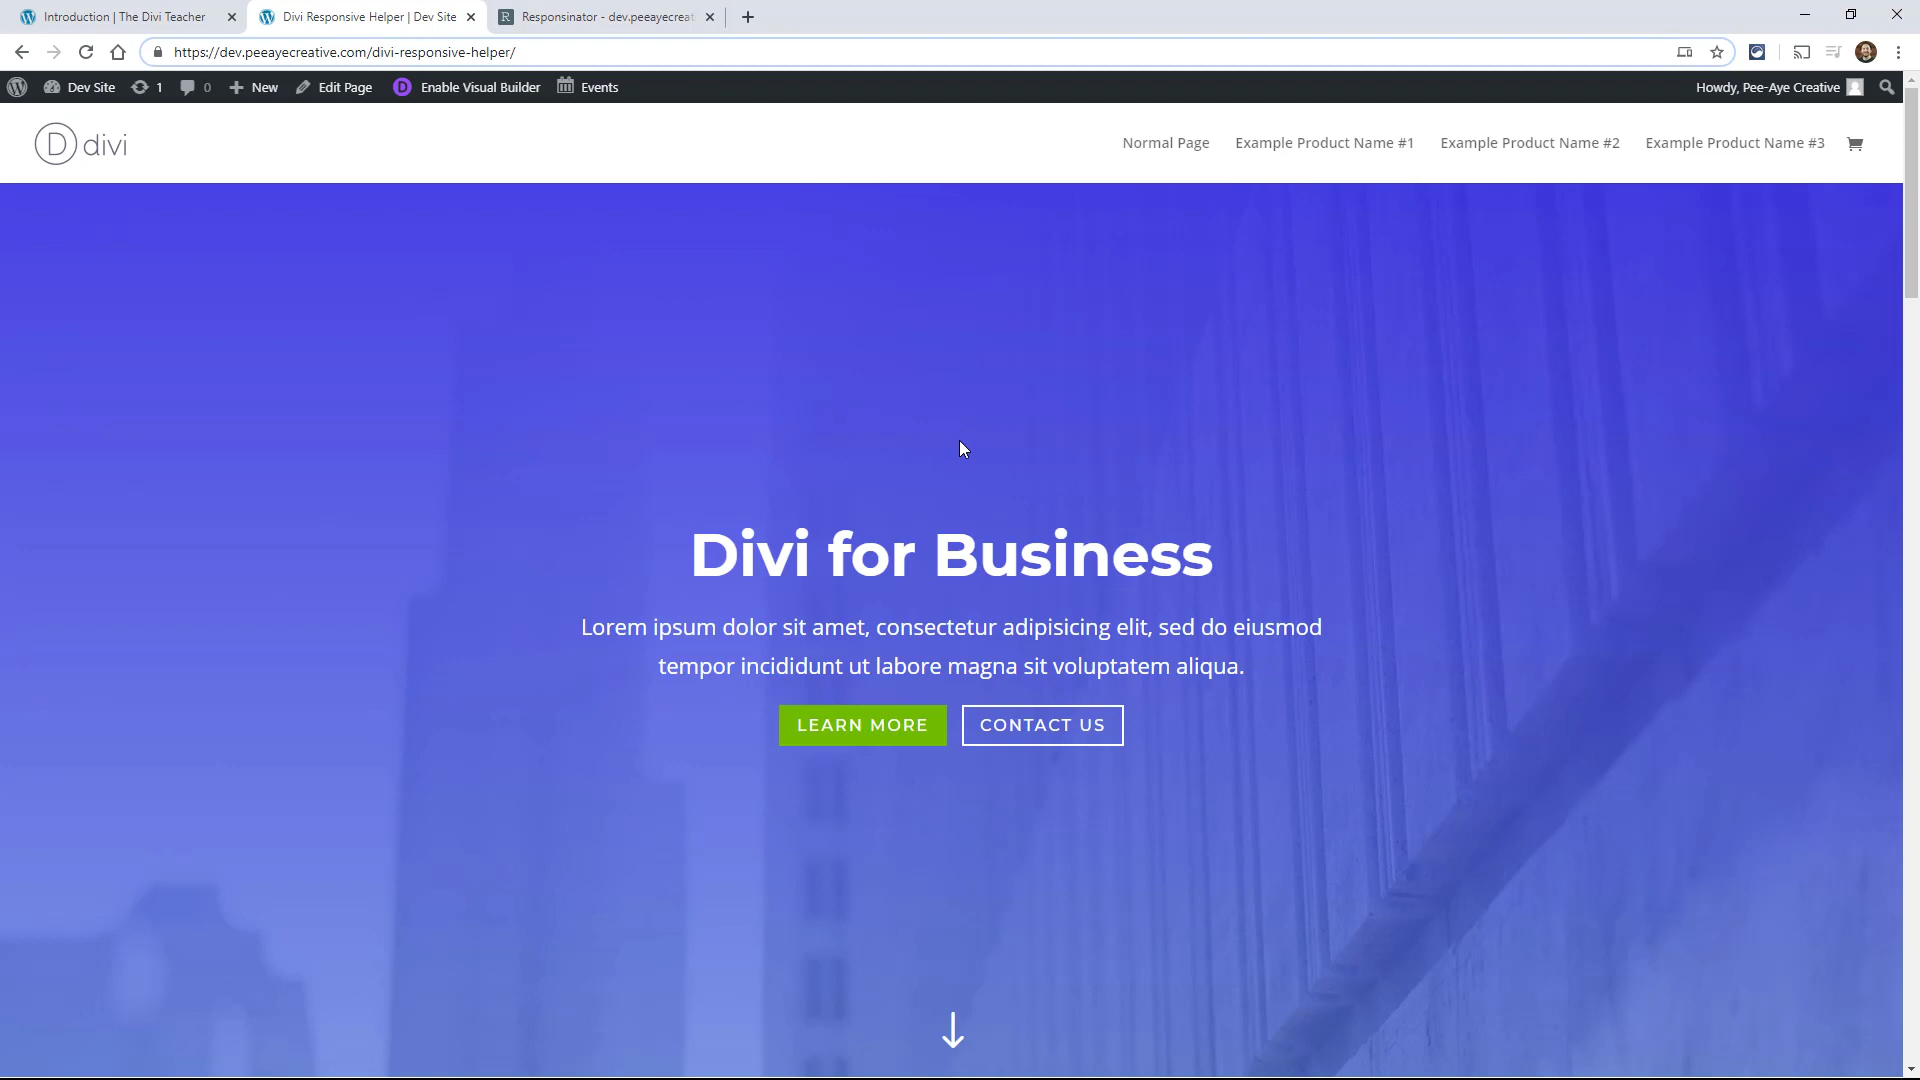 Introduction | The Divi Teacher
Divi Responsive Helper | Dev Site
R Responsinator - dev.peeayecreat
https://dev.peeayecreative.com/divi-responsive-helper/
Dev Site 1 0 New Edit Page D Enable Visual Builder Events Howdy, Pee-Aye Creative
D divi
Normal Page Example Product Name #1 Example Product Name #2 Example Product Name #3
Divi for Business
Lorem ipsum dolor sit amet, consectetur adipisicing elit, sed do eiusmod
tempor incididunt ut labore magna sit voluptatem aliqua.
LEARN MORE CONTACT US